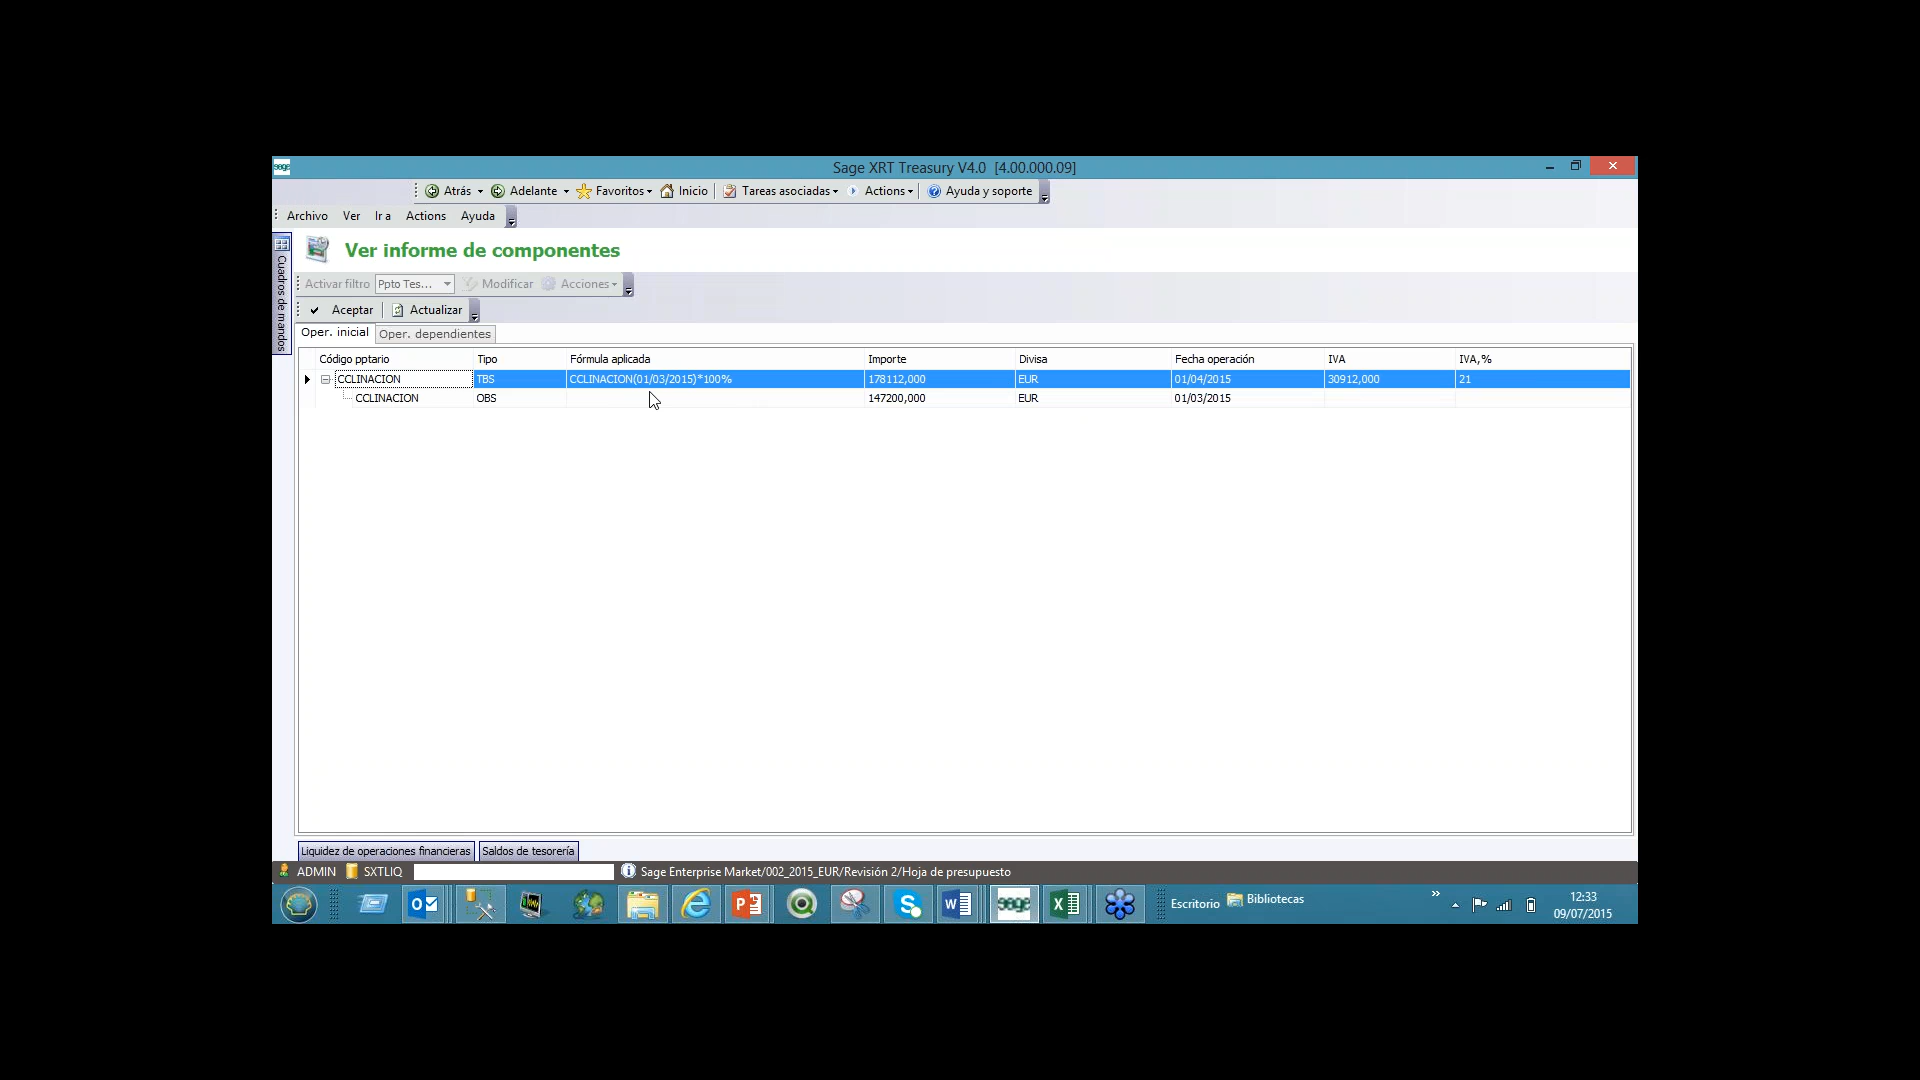 sage Sage XRT Treasury V4.0 [4.00.000.09]
Atrás Adelante Favoritos Inicio Tareas asociadas Actions Ayuda y soporte
Archivo Ver Ir a Actions Ayuda
Cuadros de mandos
Ver informe de componentes
Activar filtro Ppto Tes... Modificar Acciones
Aceptar Actualizar
Oper. inicial Oper. dependientes
Código pptario Tipo Fórmula aplicada Importe Divisa Fecha operación IVA IVA,%
CCLINACION TBS CCLINACION(01/03/2015)*100% 178112,000 EUR 01/04/2015 30912,000 21
CCLINACION OBS 147200,000 EUR 01/03/2015
Liquidez de operaciones financieras Saldos de tesorería
ADMIN SXTLIQ Sage Enterprise Market/002_2015_EUR/Revisión 2/Hoja de presupuesto
sage Escritorio Bibliotecas » 12:33
09/07/2015